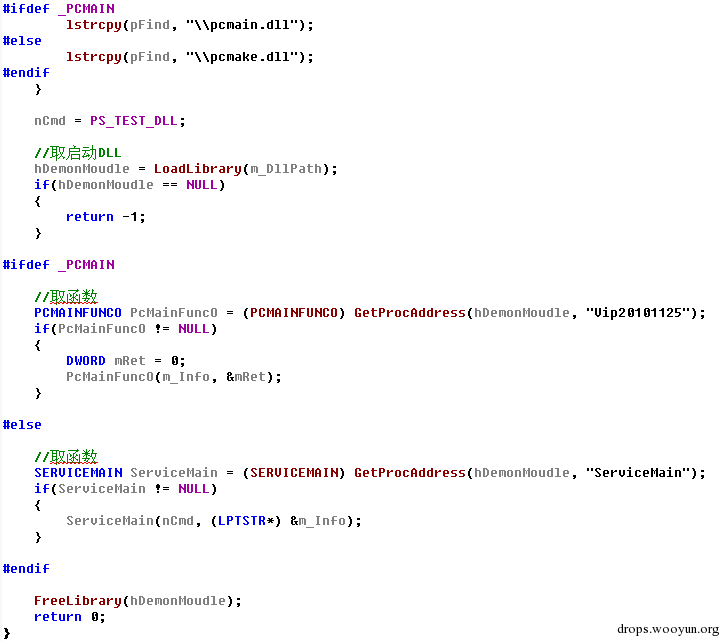 #ifdef _PCMAIN
        lstrcpy(pFind, "\\pcmain.dll");
#else
        lstrcpy(pFind, "\\pcmake.dll");
#endif
    }
    nCmd = PS_TEST_DLL;
    //取启动DLL
    hDemonMoudle = LoadLibrary(m_DllPath);
    if(hDemonMoudle == NULL)
    {
        return -1;
    }
#ifdef _PCMAIN
    //取函数
    PCMAINFUNCO PcMainFuncO = (PCMAINFUNCO) GetProcAddress(hDemonMoudle, "Vip20101125");
    if(PcMainFuncO != NULL)
    {
        DWORD mRet = 0;
        PcMainFuncO(m_Info, &mRet);
    }
#else
    //取函数
    SERVICEMAIN ServiceMain = (SERVICEMAIN) GetProcAddress(hDemonMoudle, "ServiceMain");
    if(ServiceMain != NULL)
    {
        ServiceMain(nCmd, (LPTSTR*) &m_Info);
    }
#endif
    FreeLibrary(hDemonMoudle);
    return 0;
}
drops.wooyun.org